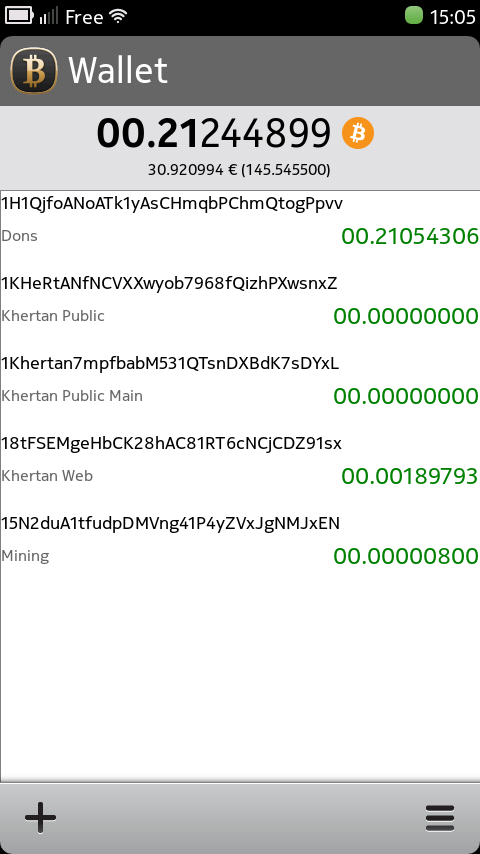 Free 15:05
Wallet
00.21244899
30.920994 € (145.545500)
1H1QjfoANoATk1yAsCHmqbPChmQtogPpvv
Dons 00.21054306
1KHeRtANfNCVXXwyob7968fQizhPXwsnxZ
Khertan Public 00.00000000
1Khertan7mpfbabM531QTsnDXBdK7sDYxL
Khertan Public Main 00.00000000
18tFSEMgeHbCK28hAC81RT6cNCjCDZ91sx
Khertan Web 00.00189793
15N2duA1tfudpDMVng41P4yZVxJgNMJxEN
Mining 00.00000800